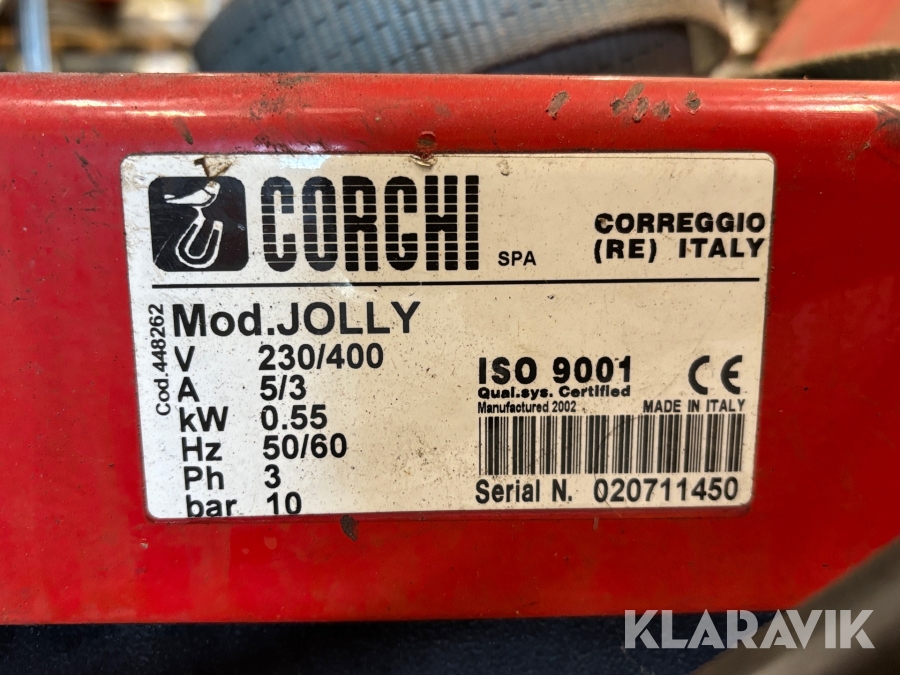 CORGHI SPA
CORREGGIO
(RE) ITALY
Cod.448262
Mod.JOLLY
V 230/400
A 5/3
kW 0.55
Hz 50/60
Ph 3
bar 10
ISO 9001
Qual.sys. Certified
CE
Manufactured 2002 MADE IN ITALY
Serial N. 020711450
KLARAVIK